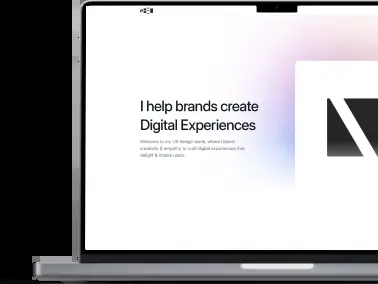 I help brands create
Digital Experiences
Welcome to my UX design world, where I blend
creativity & empathy to craft digital experiences that
delight & inspire users.